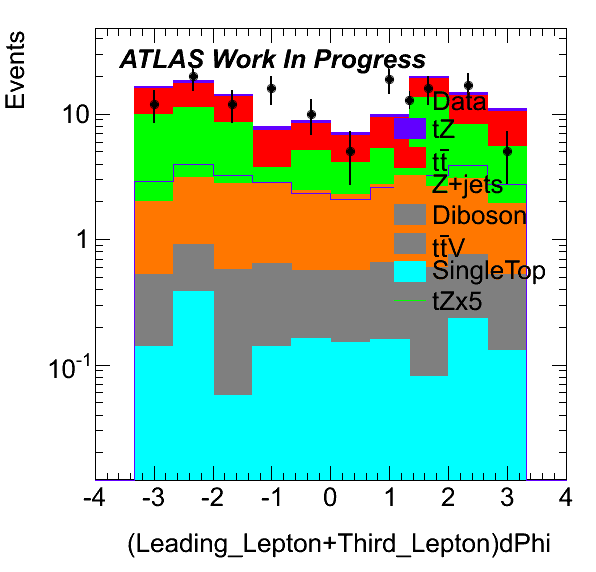 Events
ATLAS Work In Progress
Data
tZ
tt̄
Z+jets
Diboson
tt̄V
SingleTop
tZx5
10
1
10⁻¹
-4 -3 -2 -1 0 1 2 3 4
(Leading_Lepton+Third_Lepton)dPhi